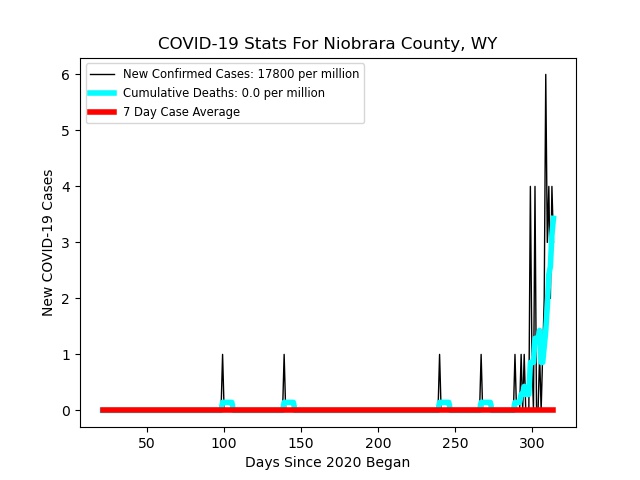 COVID-19 Stats For Niobrara County, WY
New Confirmed Cases: 17800 per million
Cumulative Deaths: 0.0 per million
7 Day Case Average
New COVID-19 Cases
6
5
4
3
2
1
0
50 100 150 200 250 300
Days Since 2020 Began